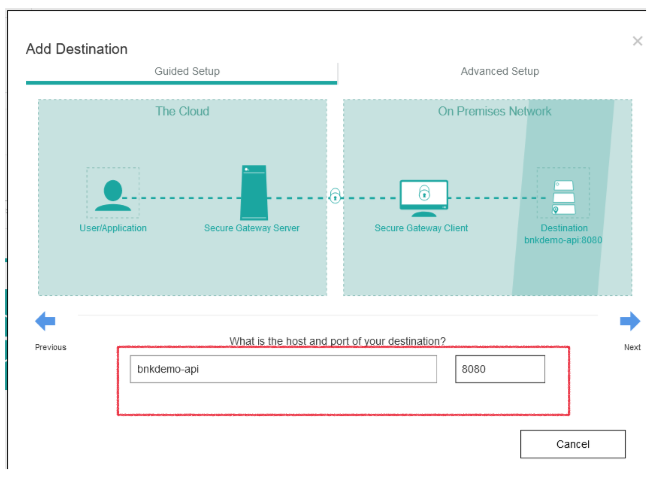 Add Destination
×
Guided Setup
Advanced Setup
The Cloud
On Premises Network
User/Application
Secure Gateway Server
Secure Gateway Client
Destination
bnkdemo-api:8080
Previous
What is the host and port of your destination?
Next
bnkdemo-api
8080
Cancel